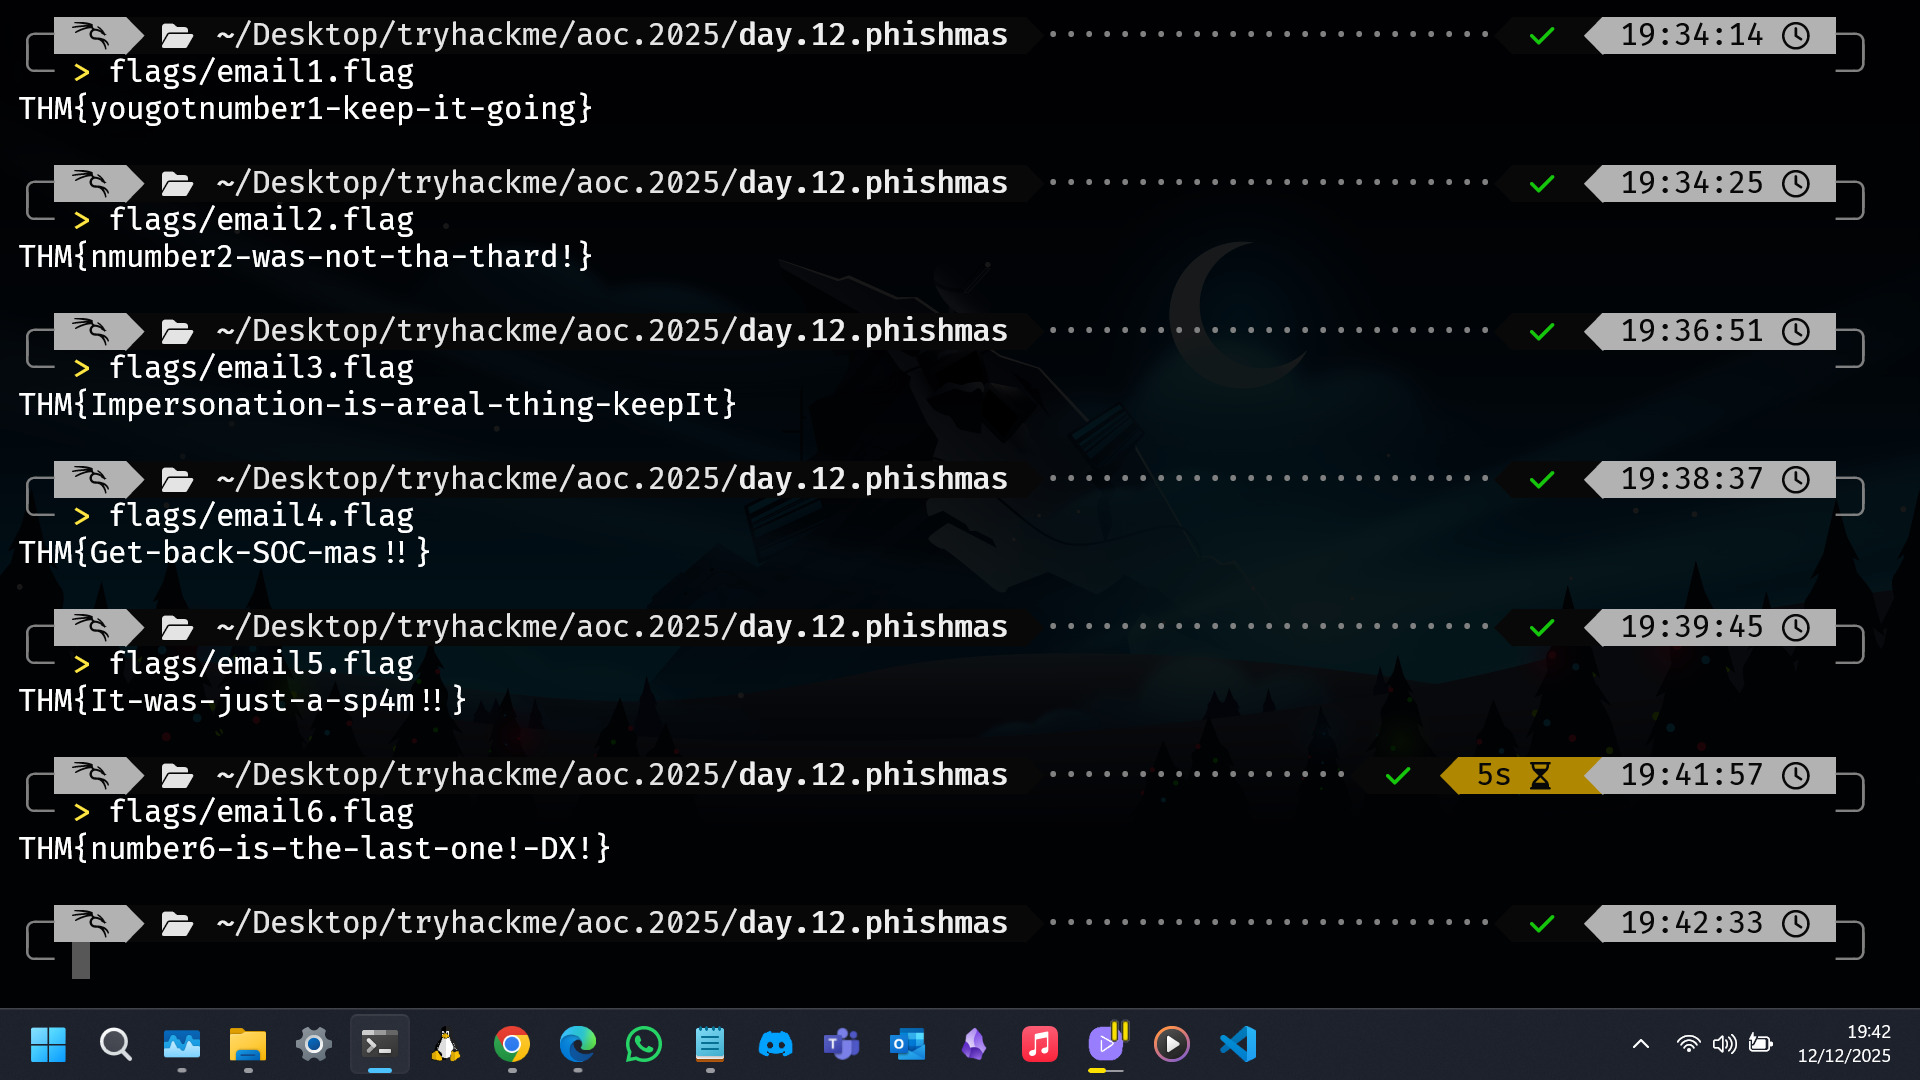 ~/Desktop/tryhackme/aoc.2025/day.12.phishmas 19:34:14
> flags/email1.flag
THM{yougotnumber1-keep-it-going}
~/Desktop/tryhackme/aoc.2025/day.12.phishmas 19:34:25
> flags/email2.flag
THM{nmumber2-was-not-tha-thard!}
~/Desktop/tryhackme/aoc.2025/day.12.phishmas 19:36:51
> flags/email3.flag
THM{Impersonation-is-areal-thing-keepIt}
~/Desktop/tryhackme/aoc.2025/day.12.phishmas 19:38:37
> flags/email4.flag
THM{Get-back-SOC-mas!!}
~/Desktop/tryhackme/aoc.2025/day.12.phishmas 19:39:45
> flags/email5.flag
THM{It-was-just-a-sp4m!!}
~/Desktop/tryhackme/aoc.2025/day.12.phishmas 5s 19:41:57
> flags/email6.flag
THM{number6-is-the-last-one!-DX!}
~/Desktop/tryhackme/aoc.2025/day.12.phishmas 19:42:33
19:42
12/12/2025